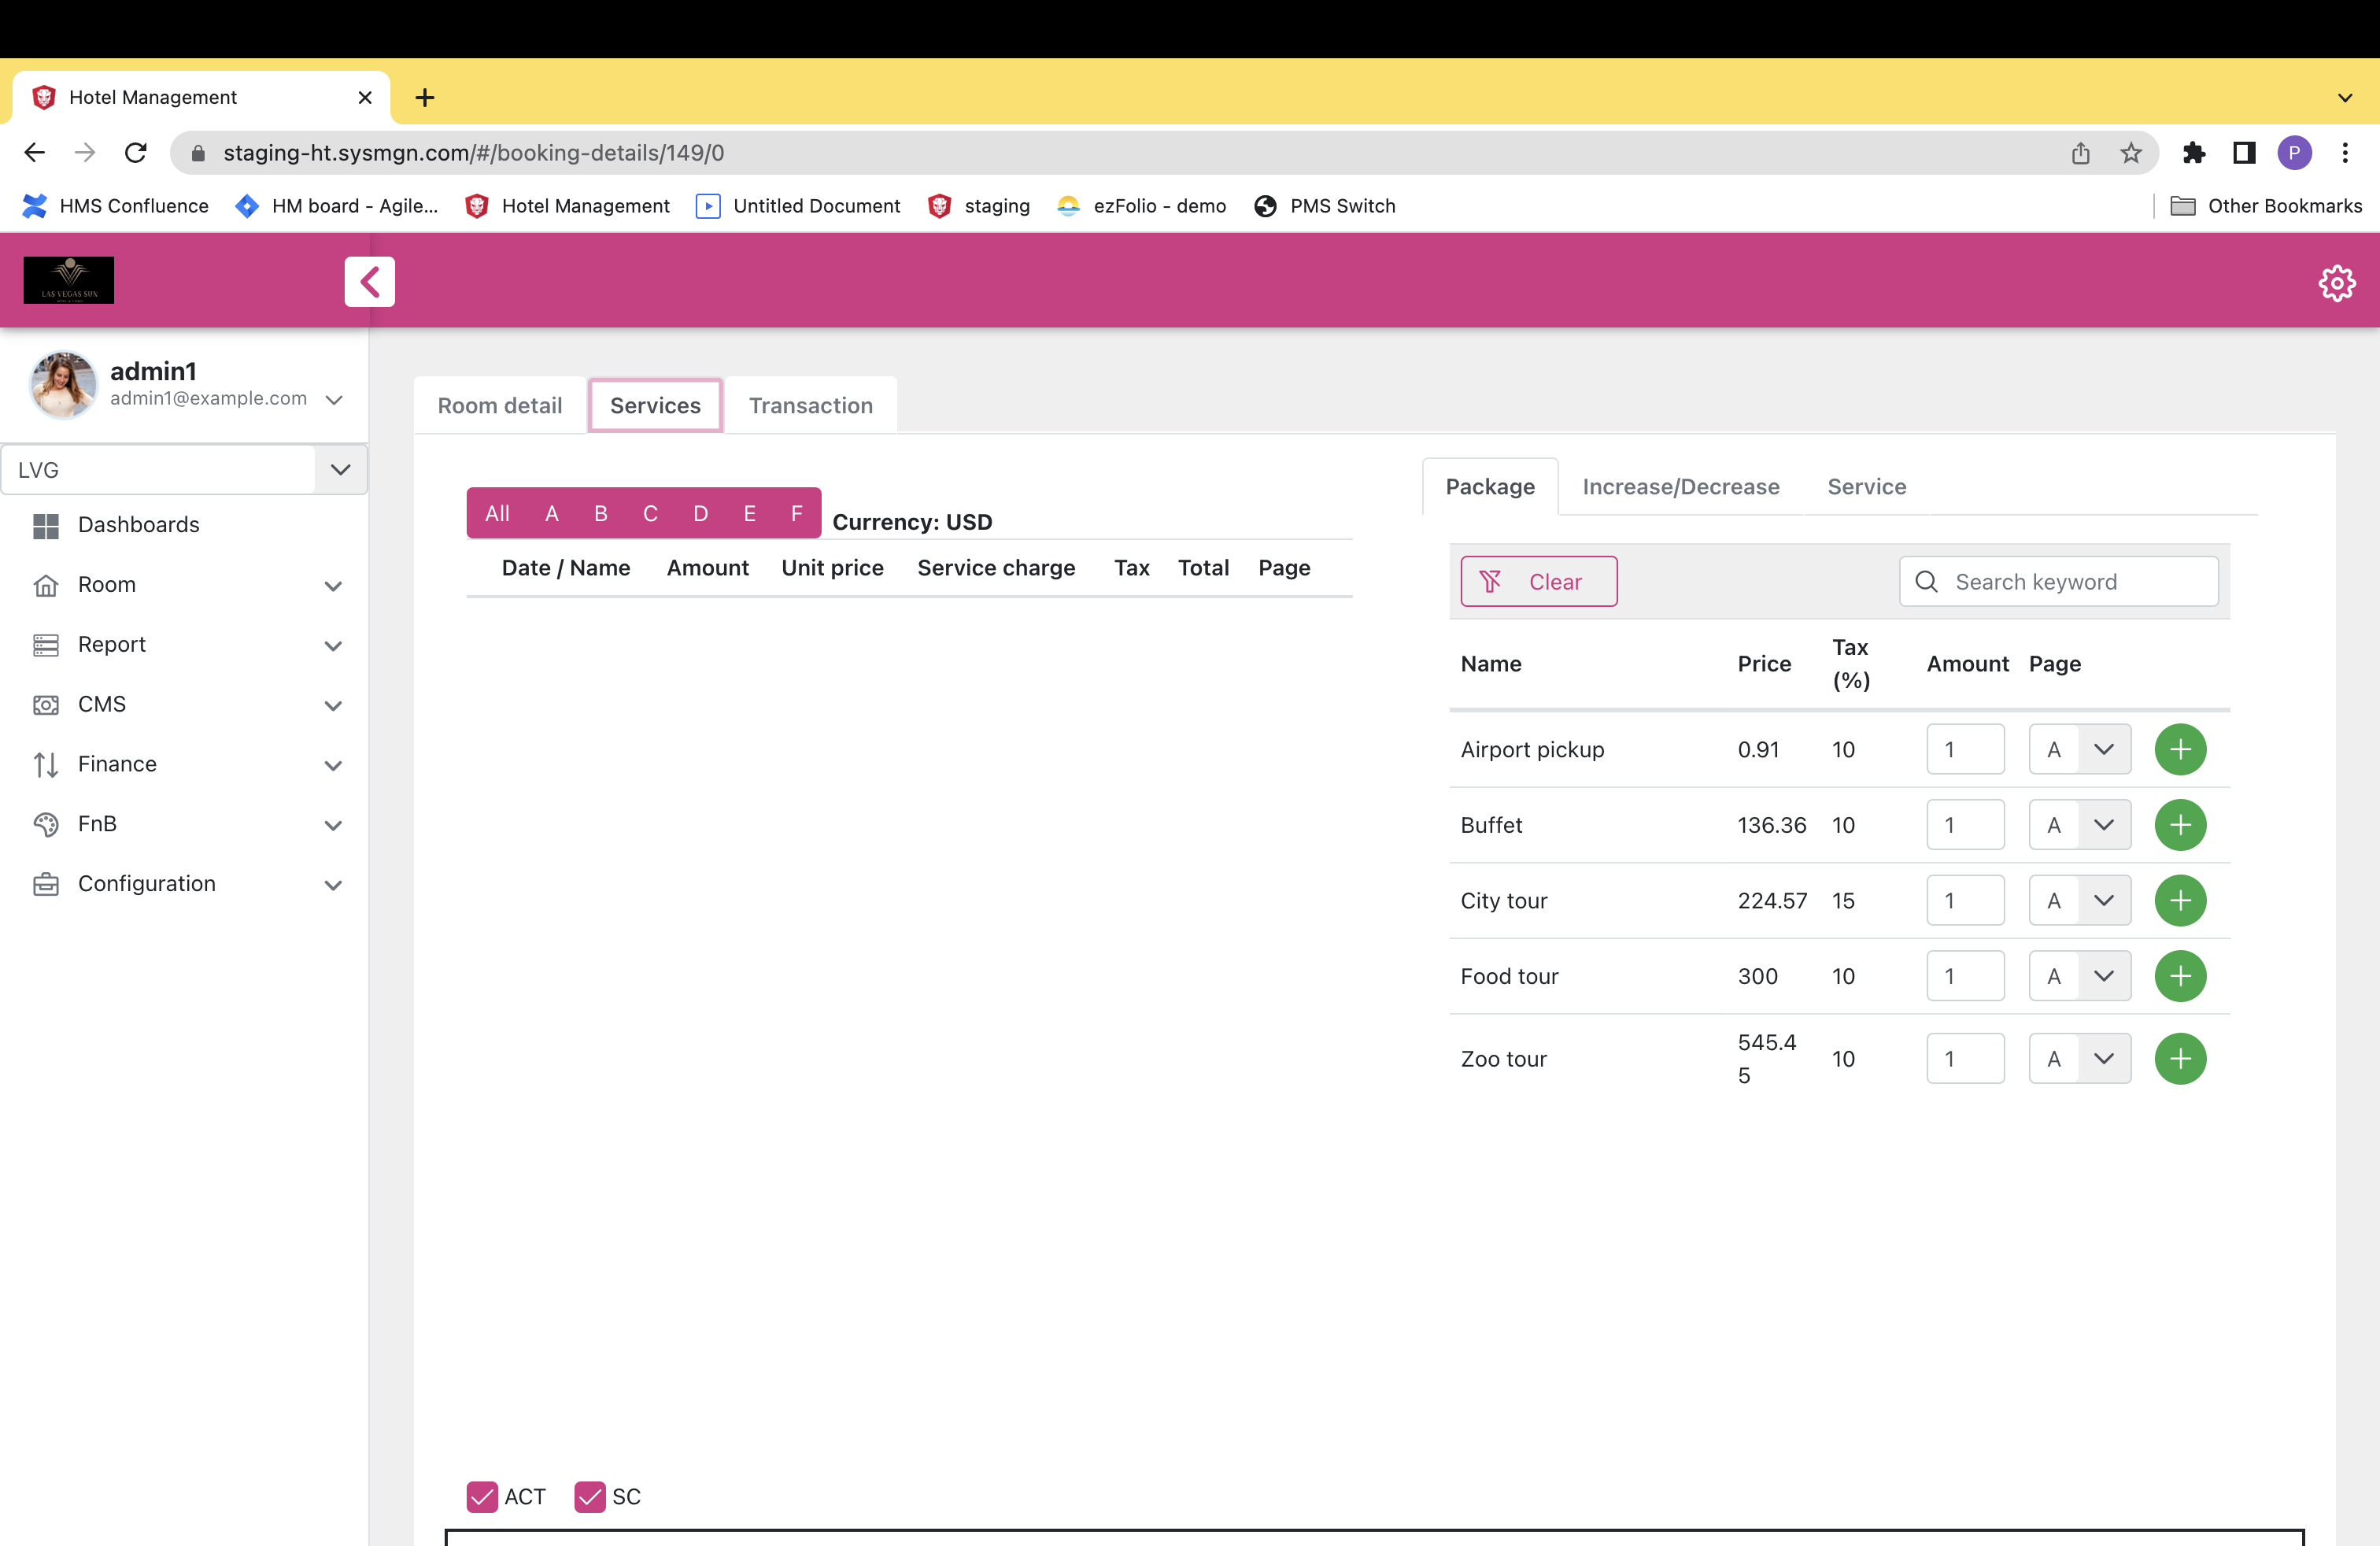 Hotel Management
staging-ht.sysmgn.com/#/booking-details/149/0
P
HMS Confluence
HM board - Agile...
Hotel Management
Untitled Document
staging
ezFolio - demo
PMS Switch
Other Bookmarks
LAS VEGAS SUN
admin1
admin1@example.com
LVG
Dashboards
Room
Report
CMS
Finance
FnB
Configuration
Room detail
Services
Transaction
All A B C D E F
Currency: USD
Date / Name Amount Unit price Service charge Tax Total Page
Package
Increase/Decrease
Service
Clear
Search keyword
Name Price Tax (%) Amount Page
Airport pickup 0.91 10 1 A
Buffet 136.36 10 1 A
City tour 224.57 15 1 A
Food tour 300 10 1 A
Zoo tour 545.4
5 10 1 A
ACT
SC